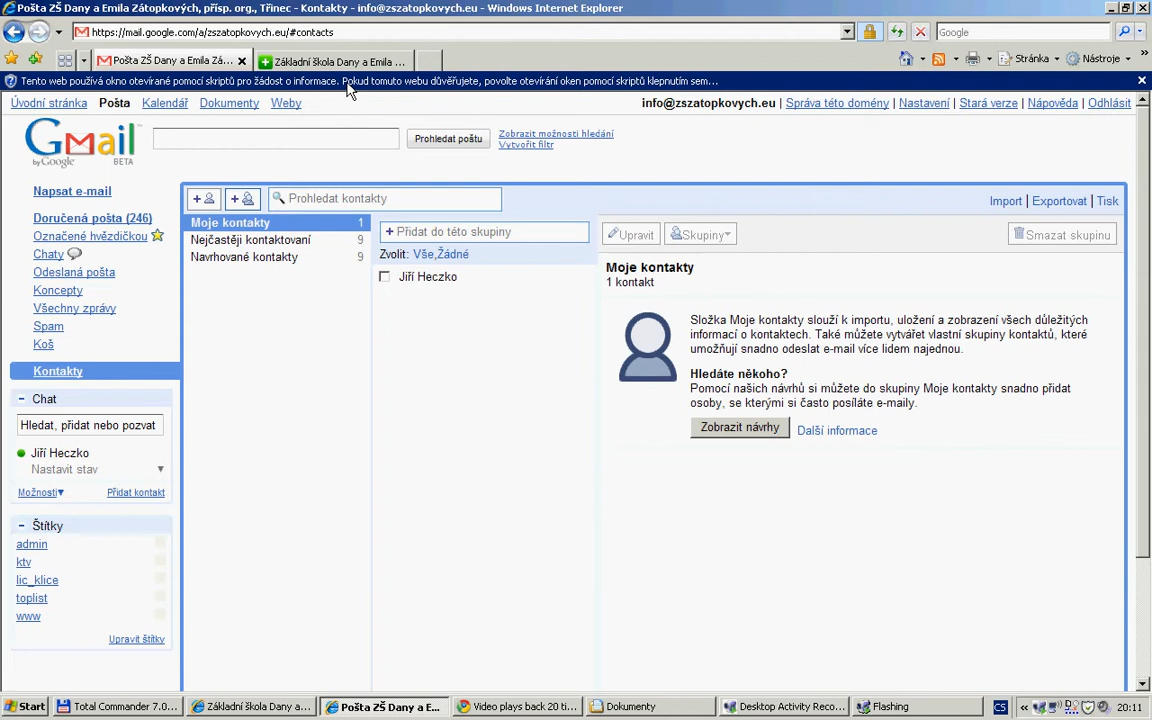 Pošta ZŠ Dany a Emila Zátopkových, přísp. org., Třinec - Kontakty - info@zszatopkovych.eu - Windows Internet Explorer
https://mail.google.com/a/zszatopkovych.eu/#contacts
Google
Pošta ZŠ Dany a Emila Zá...
Základní škola Dany a Emila ...
Stránka
Nástroje
Tento web používá okno otevírané pomocí skriptů pro žádost o informace. Pokud tomuto webu důvěřujete, povolte otevírání oken pomocí skriptů klepnutím sem...
Úvodní stránka Pošta Kalendář Dokumenty Weby
info@zszatopkovych.eu | Správa této domény | Nastavení | Stará verze | Nápověda | Odhlásit
Gmail
by Google BETA
Prohledat poštu
Zobrazit možnosti hledání
Vytvořit filtr
Napsat e-mail
Doručená pošta (246)
Označené hvězdičkou
Chaty
Odeslaná pošta
Koncepty
Všechny zprávy
Spam
Koš
Kontakty
− Chat
Hledat, přidat nebo pozvat
Jiří Heczko
Nastavit stav
Možnosti
Přidat kontakt
− Štítky
admin
ktv
lic_klice
toplist
www
Upravit štítky
Prohledat kontakty
Import | Exportovat | Tisk
Moje kontakty 1
Nejčastěji kontaktovaní 9
Navrhované kontakty 9
+ Přidat do této skupiny
Zvolit: Vše,Žádné
Jiří Heczko
Upravit
Skupiny
Smazat skupinu
Moje kontakty
1 kontakt
Složka Moje kontakty slouží k importu, uložení a zobrazení všech důležitých
informací o kontaktech. Také můžete vytvářet vlastní skupiny kontaktů, které
umožňují snadno odeslat e-mail více lidem najednou.
Hledáte někoho?
Pomocí našich návrhů si můžete do skupiny Moje kontakty snadno přidat
osoby, se kterými si často posíláte e-maily.
Zobrazit návrhy
Další informace
Start
Total Commander 7.0...
Základní škola Dany a...
Pošta ZŠ Dany a E...
Video plays back 20 ti...
Dokumenty
Desktop Activity Reco...
Flashing
CS
20:11